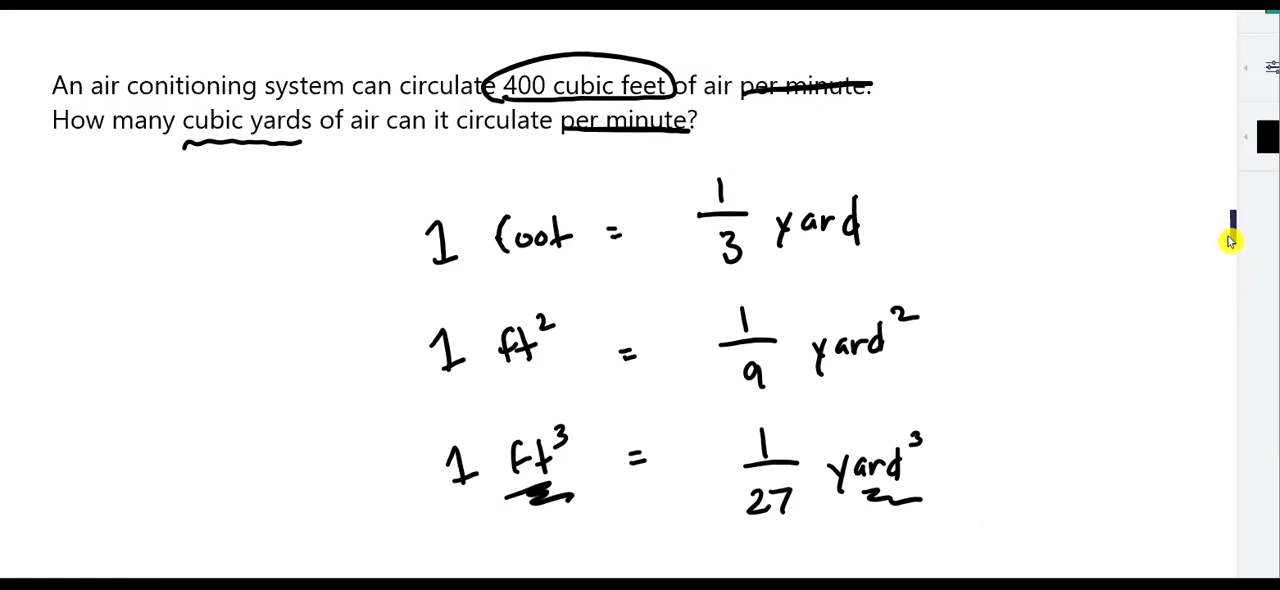 An air conitioning system can circulate 400 cubic feet of air per minute.
How many cubic yards of air can it circulate per minute?
1 foot = 1/3 yard
1 ft² = 1/9 yard²
1 ft³ = 1/27 yard³